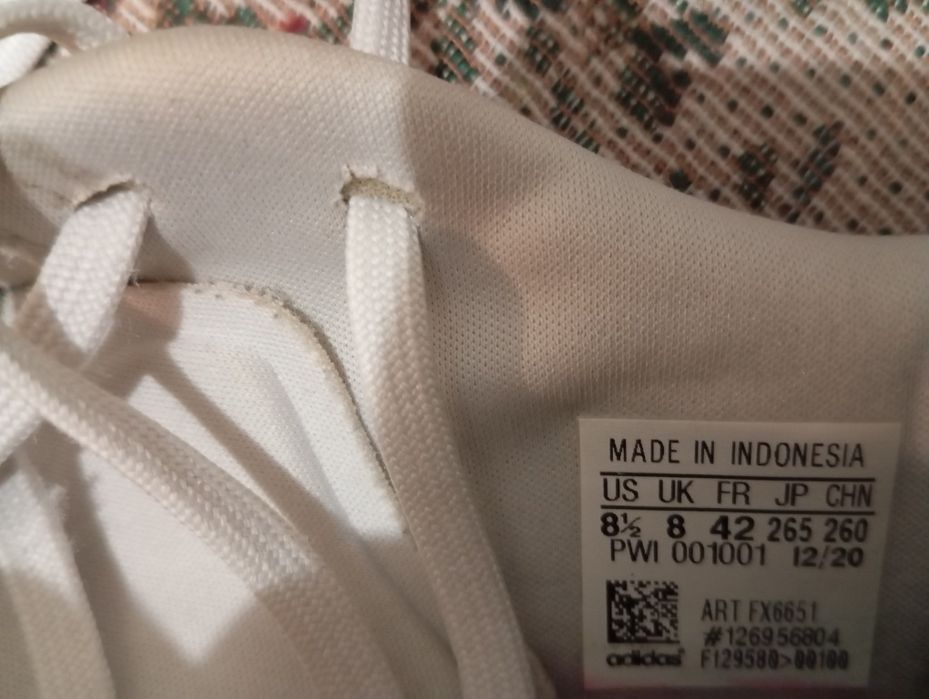 MADE IN INDONESIA
US UK FR JP CHN
8½ 8 42 265 260
PWI 001001 12/20
ART FX6651
#126956804
adidas F129580>00100